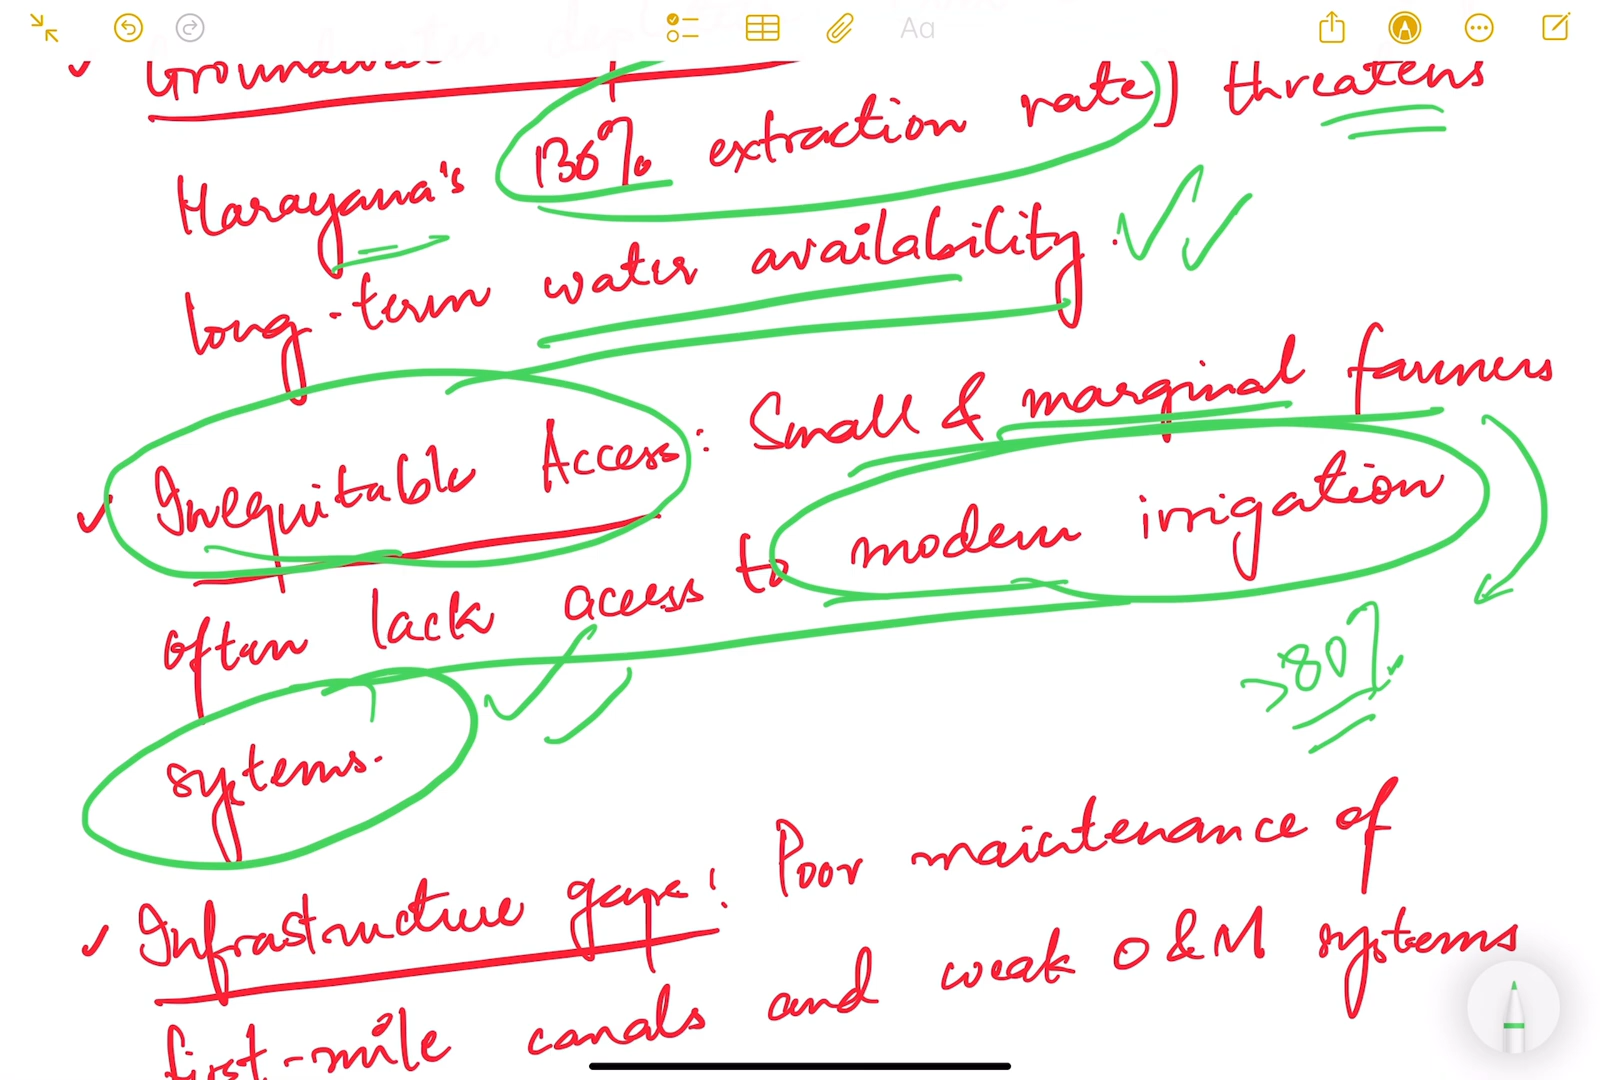 Aa
threatens
Harayana's 136% extraction rate)
long-term water availability.
Inequitable Access: Small & marginal farmers
often lack access to modern irrigation
>80%
systems.
Infrastructure gaps: Poor maintenance of
first-mile canals and weak O&M systems